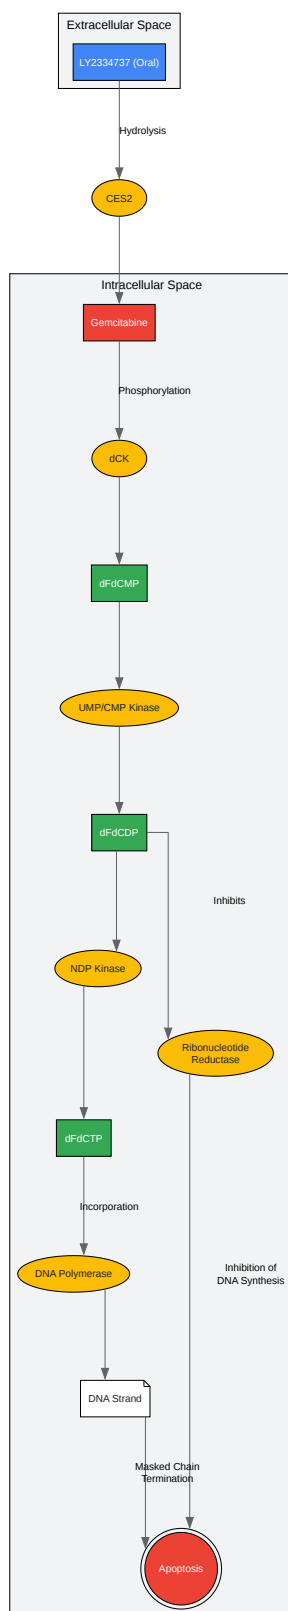 Extracellular Space
LY2334737 (Oral)
Hydrolysis
CES2
Intracellular Space
Gemcitabine
Phosphorylation
dCK
dFdCMP
UMP/CMP Kinase
dFdCDP
Inhibits
NDP Kinase
Ribonucleotide
Reductase
dFdCTP
Incorporation
DNA Polymerase
Inhibition of
DNA Synthesis
DNA Strand
Masked Chain
Termination
Apoptosis